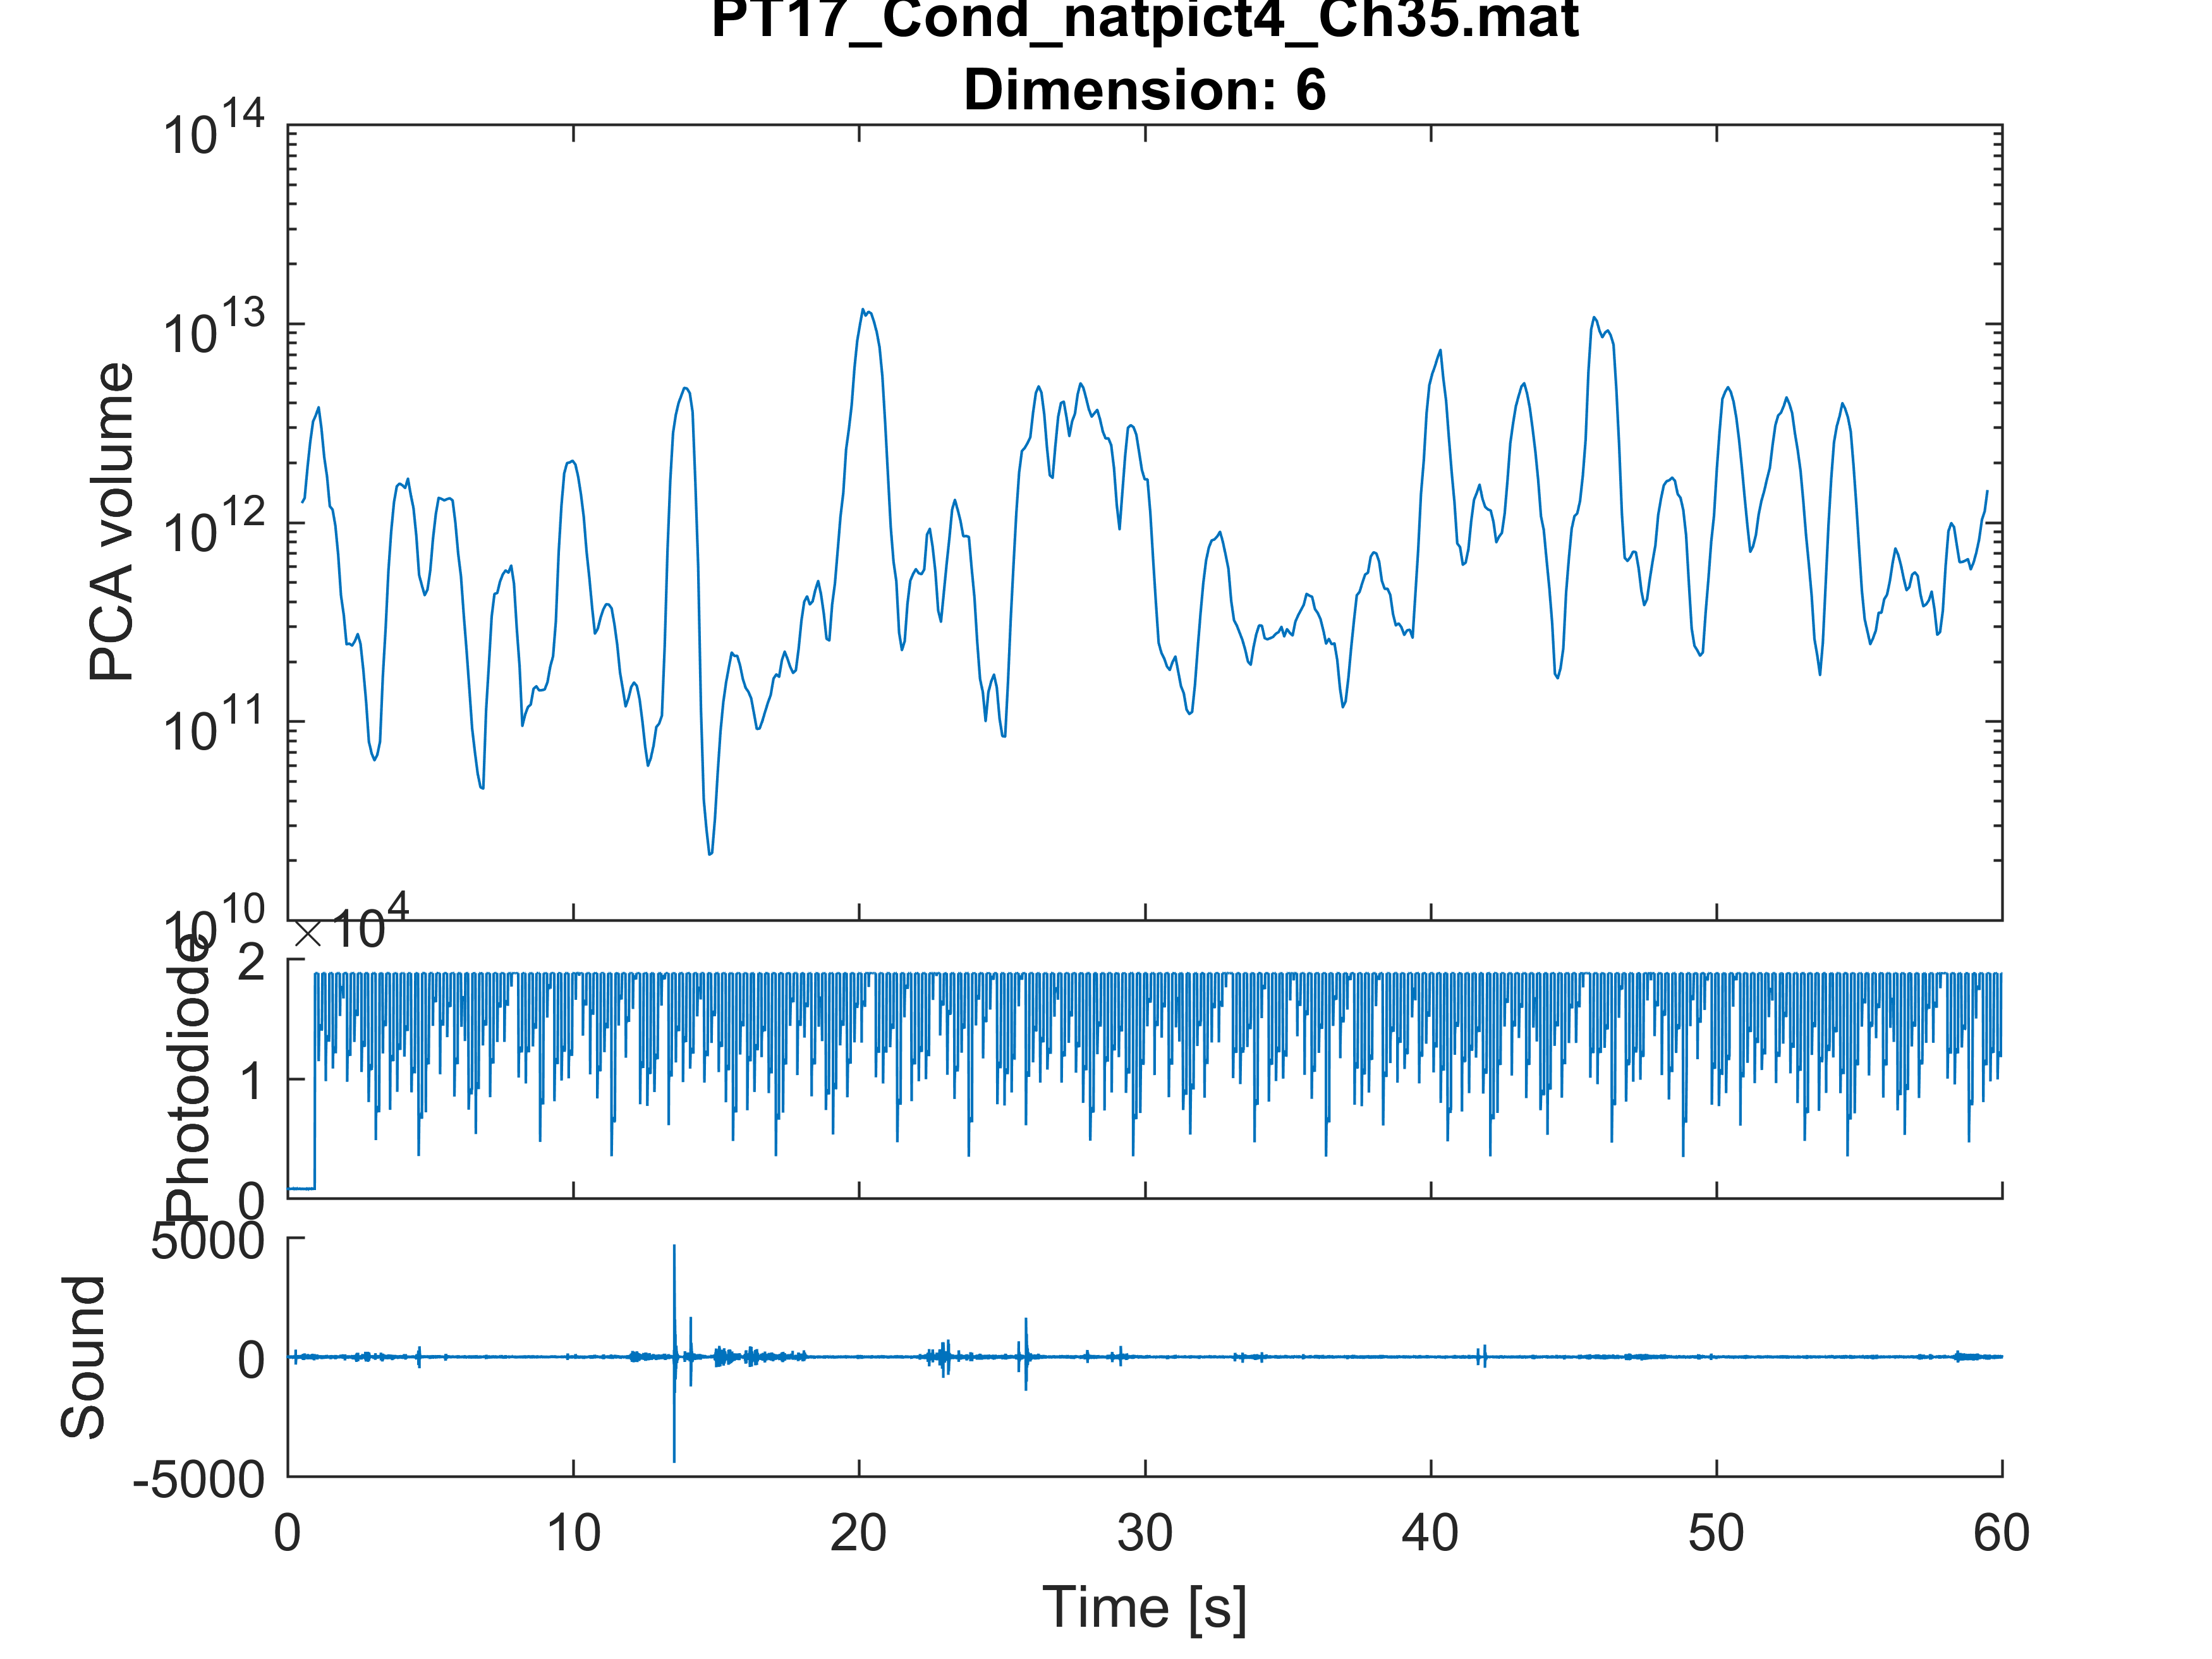 PT17_Cond_natpict4_Ch35.mat
Dimension: 6
PCA volume
10^14
10^13
10^12
10^11
10^10
× 10^4
Photodiode
2
1
0
Sound
5000
0
-5000
0 10 20 30 40 50 60
Time [s]